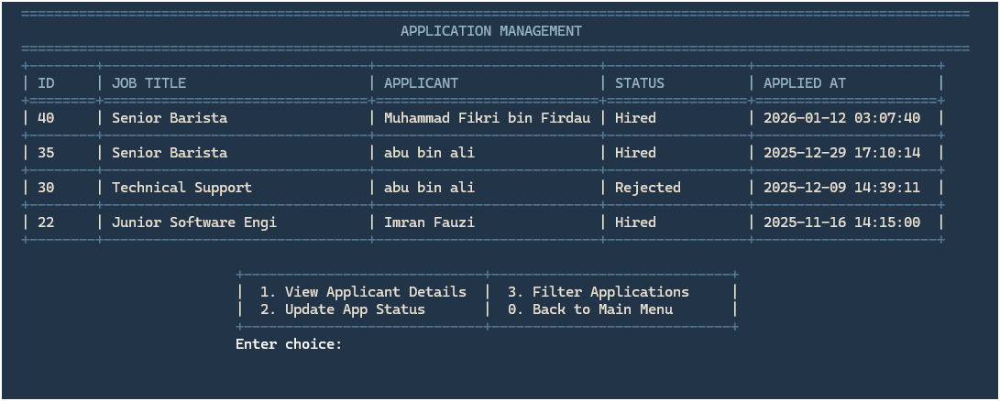 APPLICATION MANAGEMENT
| ID | JOB TITLE | APPLICANT | STATUS | APPLIED AT |
| 40 | Senior Barista | Muhammad Fikri bin Firdau | Hired | 2026-01-12 03:07:40 |
| 35 | Senior Barista | abu bin ali | Hired | 2025-12-29 17:10:14 |
| 30 | Technical Support | abu bin ali | Rejected | 2025-12-09 14:39:11 |
| 22 | Junior Software Engi | Imran Fauzi | Hired | 2025-11-16 14:15:00 |
| 1. View Applicant Details | 3. Filter Applications |
| 2. Update App Status | 0. Back to Main Menu |
Enter choice: